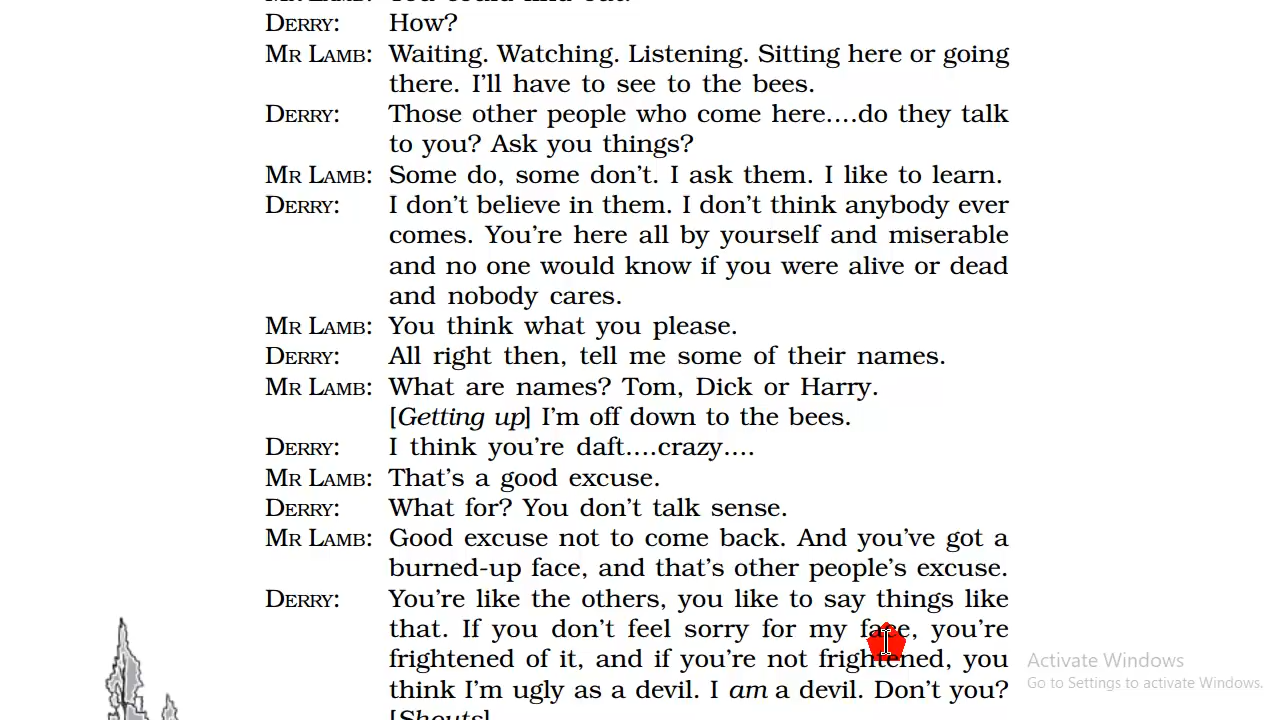 DERRY: How?
MR LAMB: Waiting. Watching. Listening. Sitting here or going
there. I'll have to see to the bees.
DERRY: Those other people who come here....do they talk
to you? Ask you things?
MR LAMB: Some do, some don't. I ask them. I like to learn.
DERRY: I don't believe in them. I don't think anybody ever
comes. You're here all by yourself and miserable
and no one would know if you were alive or dead
and nobody cares.
MR LAMB: You think what you please.
DERRY: All right then, tell me some of their names.
MR LAMB: What are names? Tom, Dick or Harry.
[Getting up] I'm off down to the bees.
DERRY: I think you're daft....crazy....
MR LAMB: That's a good excuse.
DERRY: What for? You don't talk sense.
MR LAMB: Good excuse not to come back. And you've got a
burned-up face, and that's other people's excuse.
DERRY: You're like the others, you like to say things like
that. If you don't feel sorry for my face, you're
frightened of it, and if you're not frightened, you
think I'm ugly as a devil. I am a devil. Don't you?
[Shouts]
Activate Windows
Go to Settings to activate Windows.